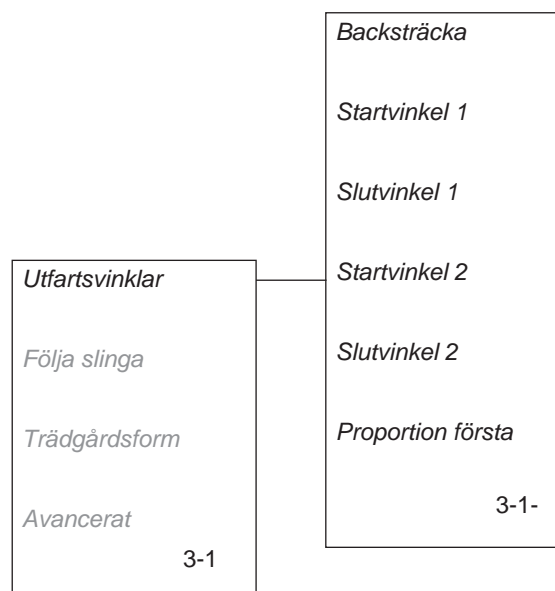 Backsträcka
Startvinkel 1
Slutvinkel 1
Startvinkel 2
Slutvinkel 2
Proportion första
3-1-
Utfartsvinklar
Följa slinga
Trädgårdsform
Avancerat
3-1